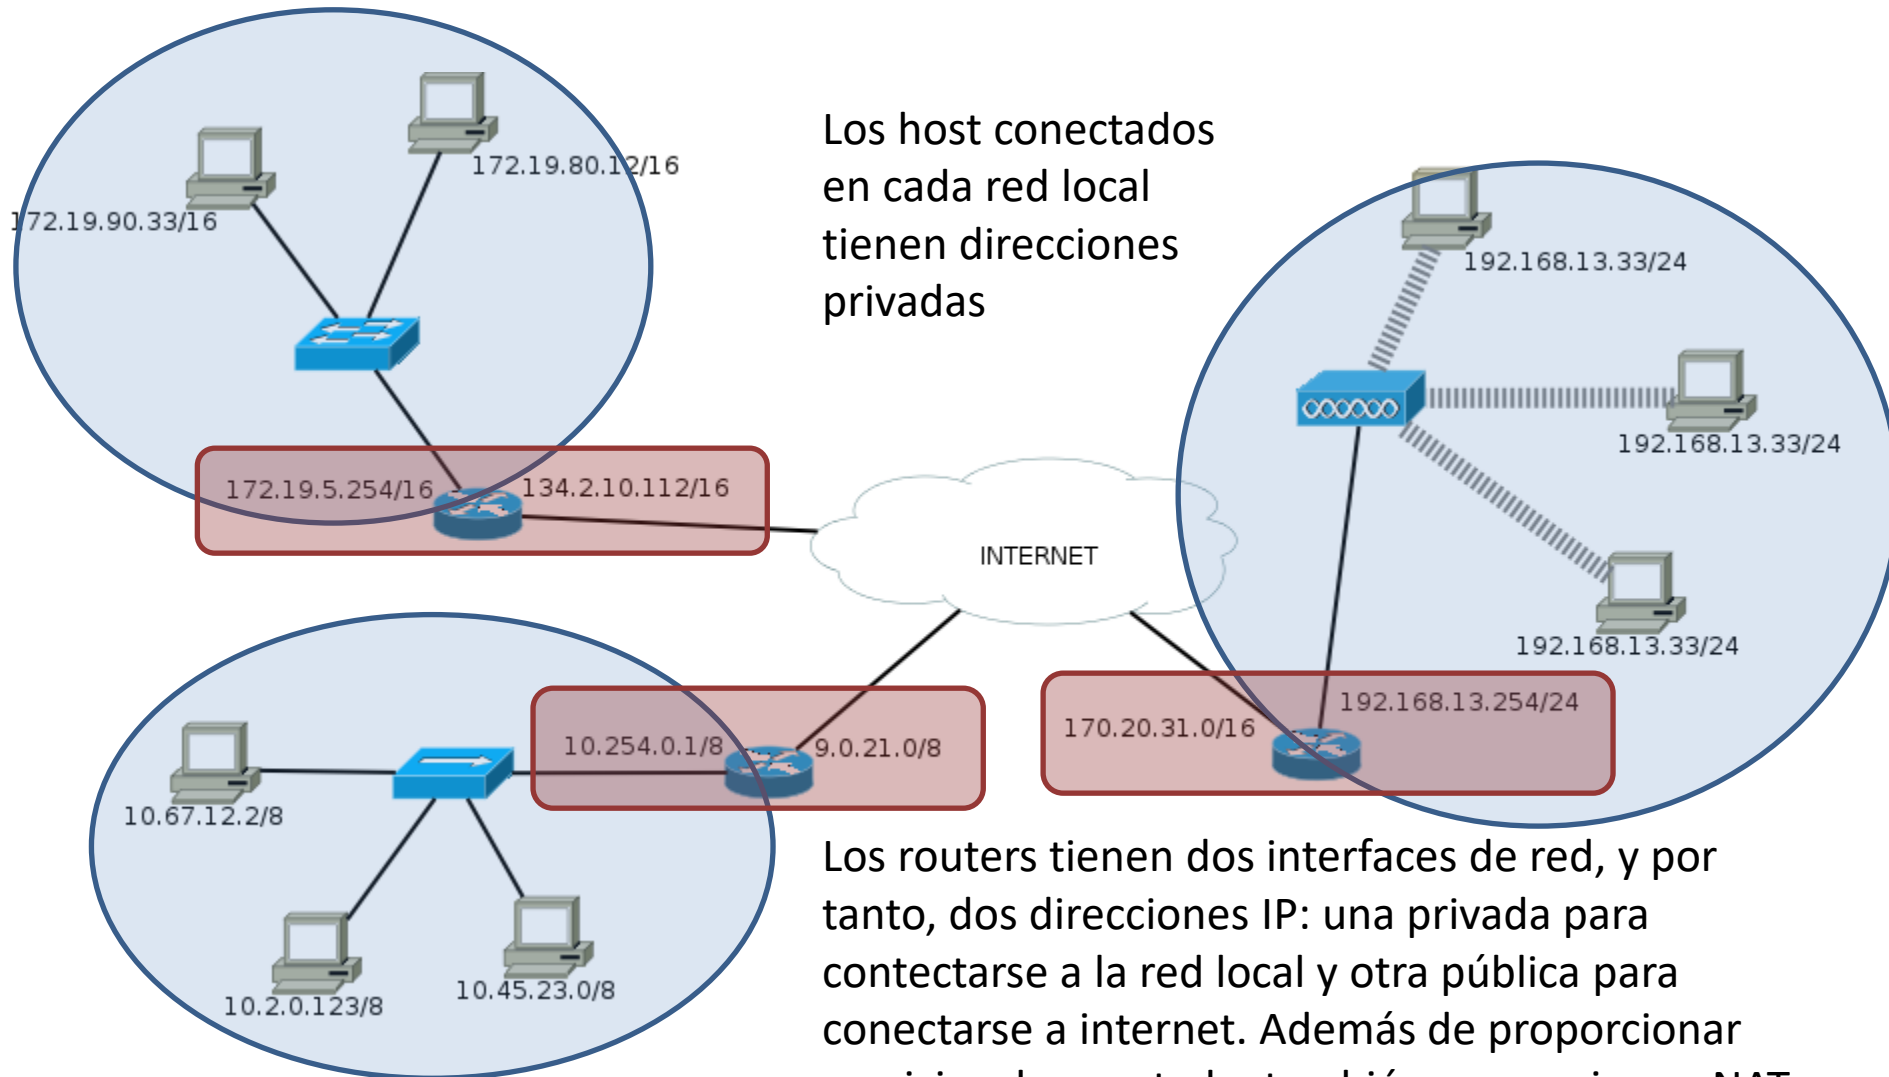 172.19.80.12/16
172.19.90.33/16
172.19.5.254/16
134.2.10.112/16
Los host conectados
en cada red local
tienen direcciones
privadas
192.168.13.33/24
192.168.13.33/24
192.168.13.33/24
INTERNET
192.168.13.254/24
170.20.31.0/16
10.254.0.1/8
9.0.21.0/8
10.67.12.2/8
10.2.0.123/8
10.45.23.0/8
Los routers tienen dos interfaces de red, y por
tanto, dos direcciones IP: una privada para
contectarse a la red local y otra pública para
conectarse a internet. Además de proporcionar
NAT